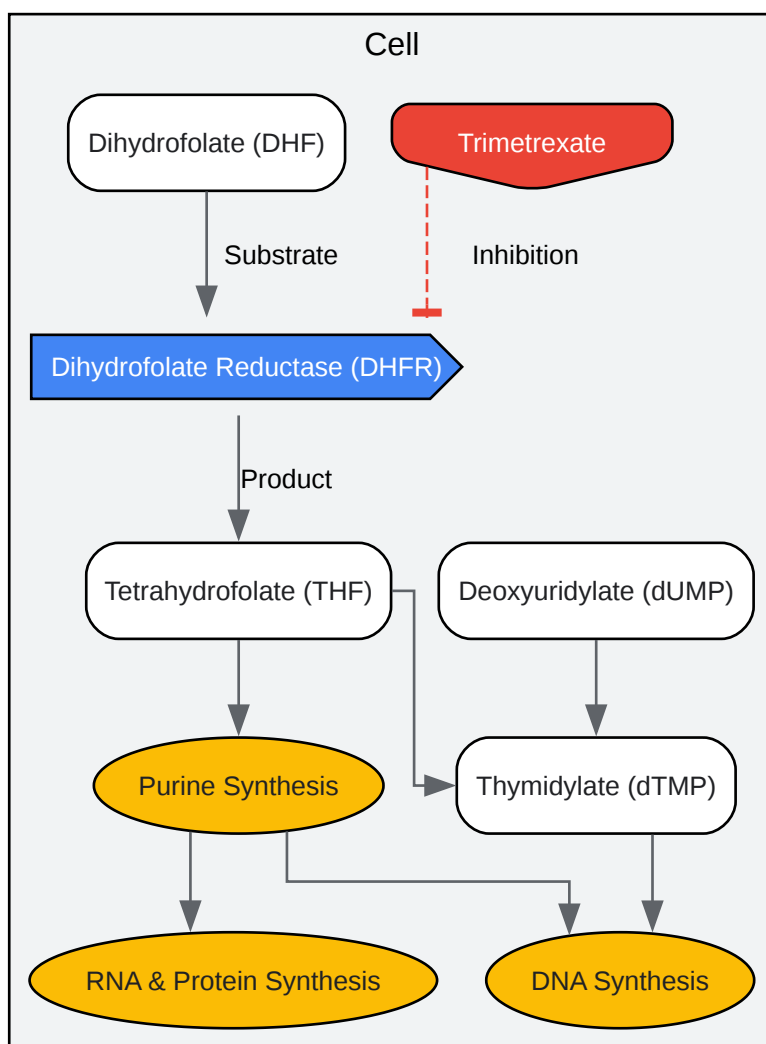 Cell
Dihydrofolate (DHF)
Trimetrexate
Substrate
Inhibition
Dihydrofolate Reductase (DHFR)
Product
Tetrahydrofolate (THF)
Deoxyuridylate (dUMP)
Purine Synthesis
Thymidylate (dTMP)
RNA & Protein Synthesis
DNA Synthesis